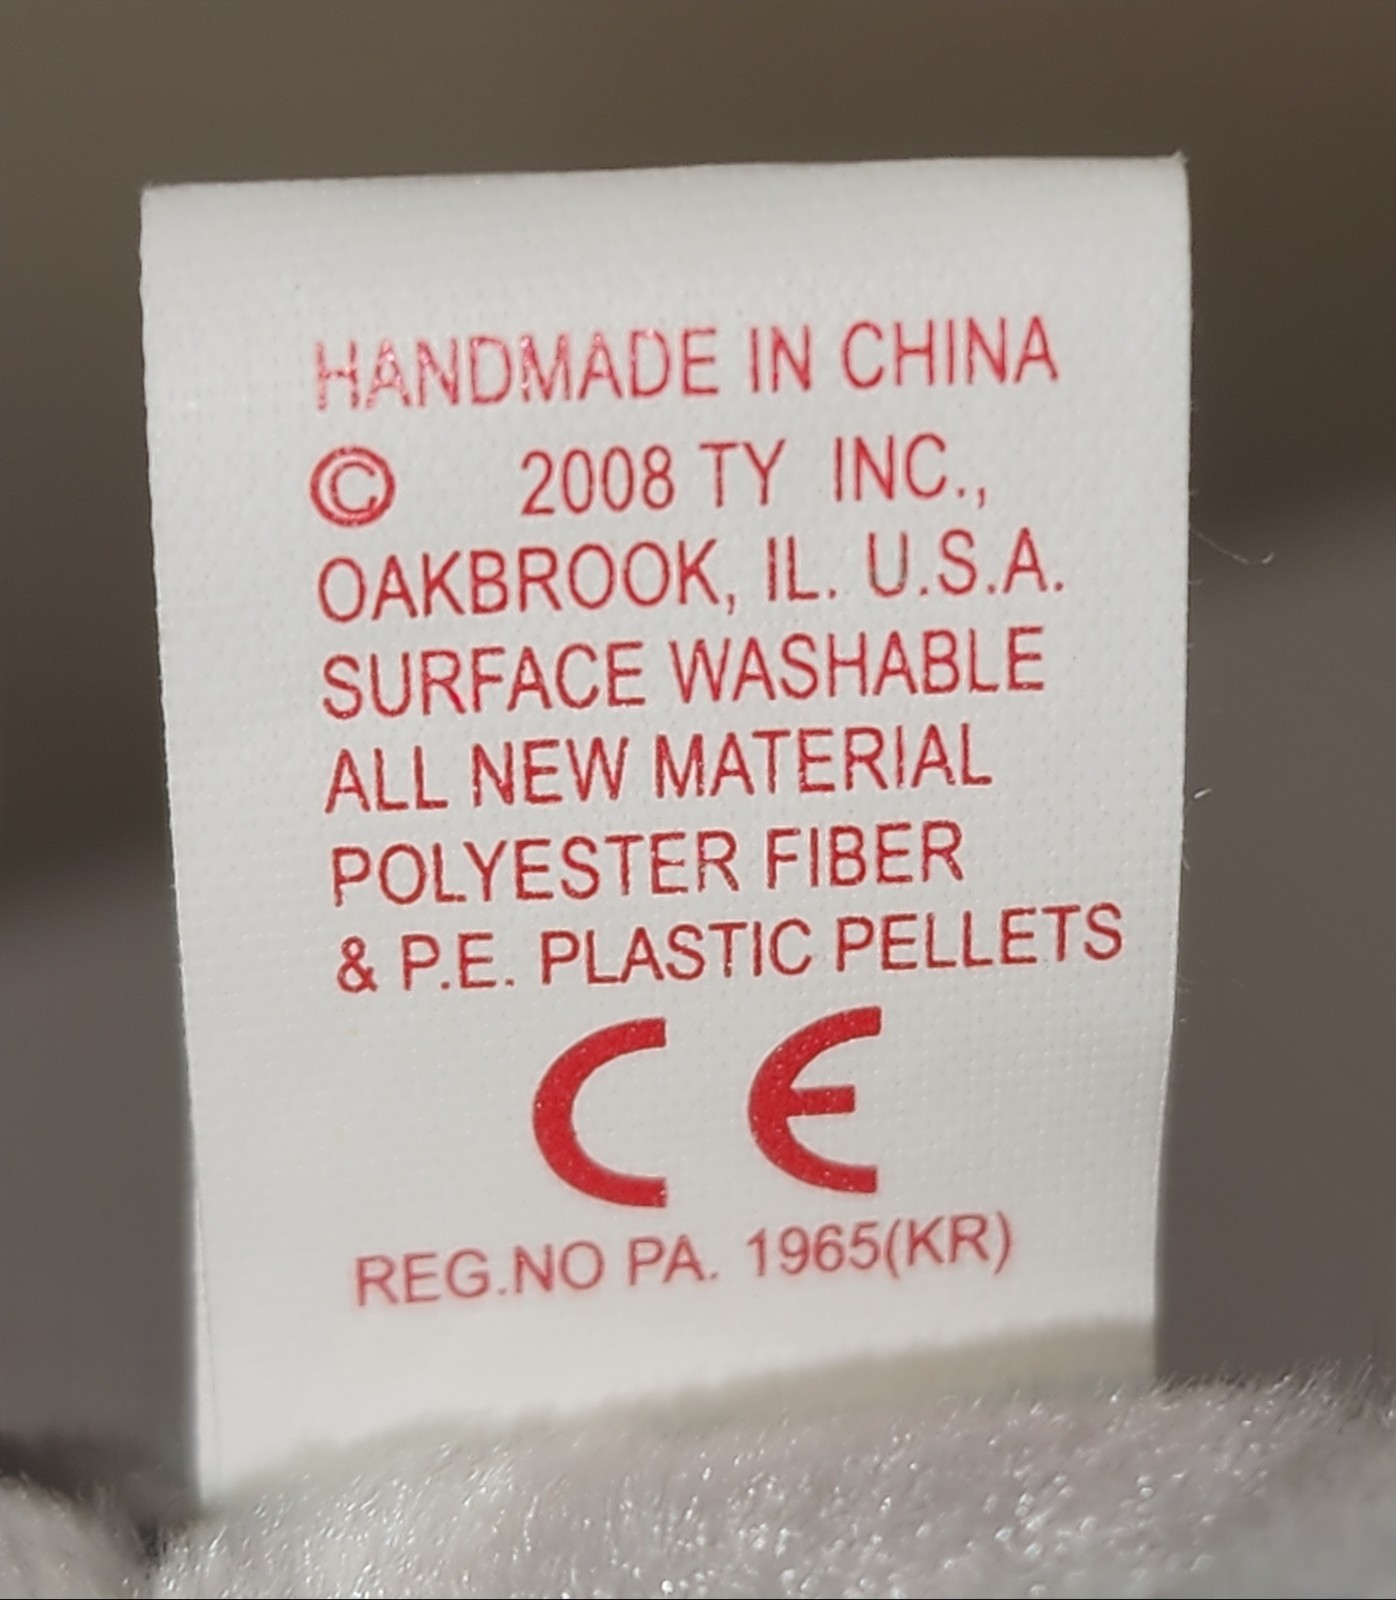 HANDMADE IN CHINA
© 2008 TY INC.,
OAKBROOK, IL. U.S.A.
SURFACE WASHABLE
ALL NEW MATERIAL
POLYESTER FIBER
& P.E. PLASTIC PELLETS
CE
REG.NO PA. 1965(KR)